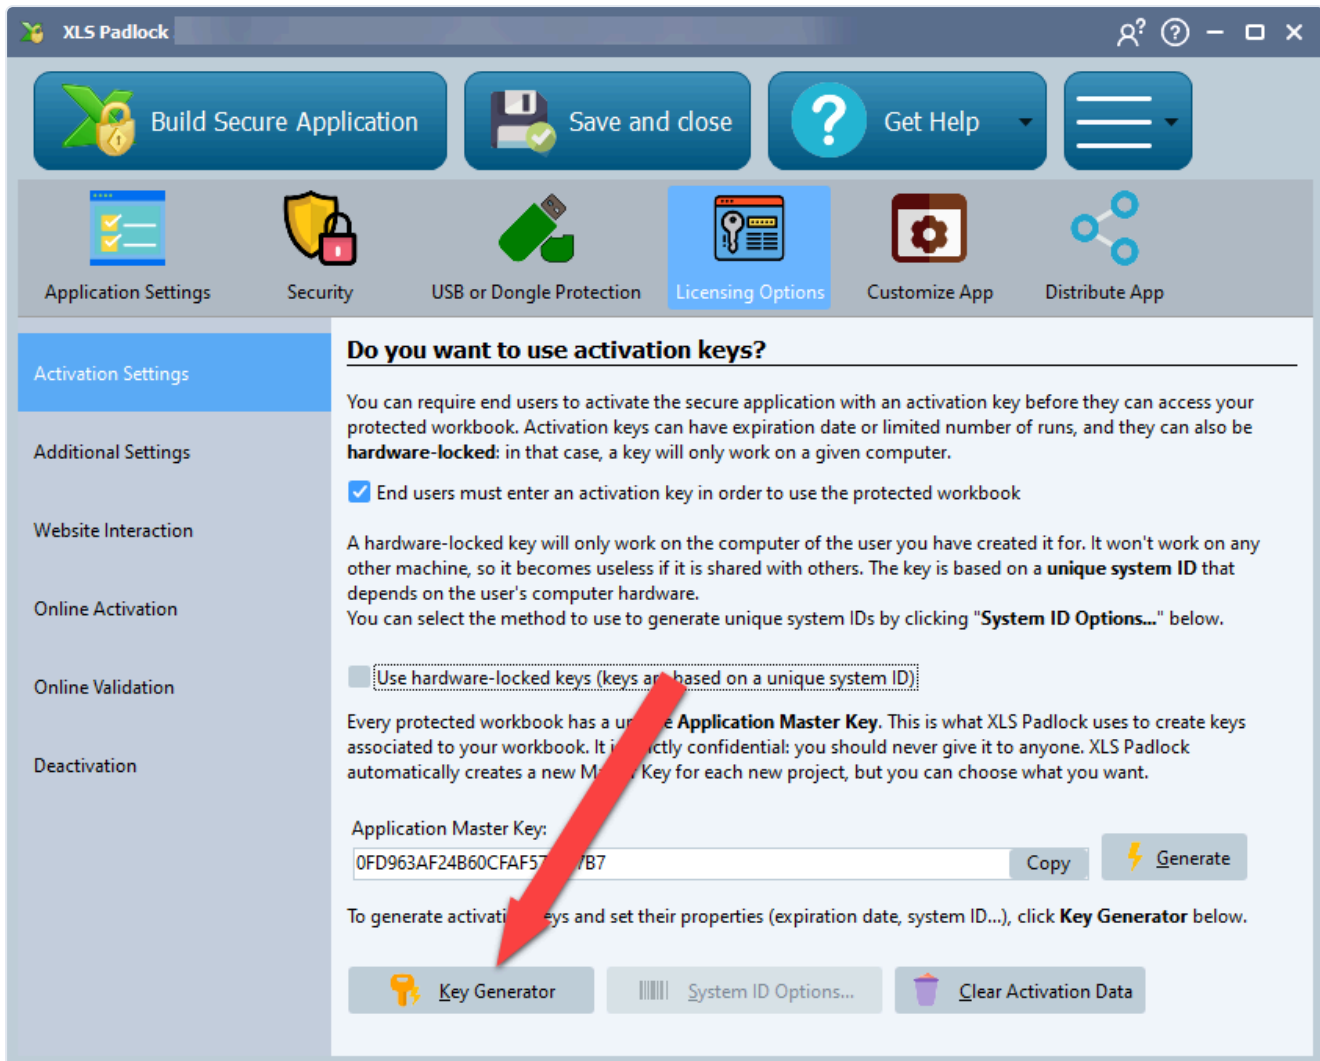 XLS Padlock
Build Secure Application
Save and close
Get Help
Application Settings
Security
USB or Dongle Protection
Licensing Options
Customize App
Distribute App
Activation Settings
Additional Settings
Website Interaction
Online Activation
Online Validation
Deactivation
Do you want to use activation keys?
You can require end users to activate the secure application with an activation key before they can access your
protected workbook. Activation keys can have expiration date or limited number of runs, and they can also be
hardware-locked: in that case, a key will only work on a given computer.
End users must enter an activation key in order to use the protected workbook
A hardware-locked key will only work on the computer of the user you have created it for. It won't work on any
other machine, so it becomes useless if it is shared with others. The key is based on a unique system ID that
depends on the user's computer hardware.
You can select the method to use to generate unique system IDs by clicking "System ID Options..." below.
Use hardware-locked keys (keys are based on a unique system ID)
Every protected workbook has a Application Master Key. This is what XLS Padlock uses to create keys
associated to your workbook. It confidential: you should never give it to anyone. XLS Padlock
automatically creates a new Key for each new project, but you can choose what you want.
Application Master Key:
Copy
Generate
To generate keys and set their properties (expiration date, system ID...), click Key Generator below.
Key Generator
System ID Options...
Clear Activation Data